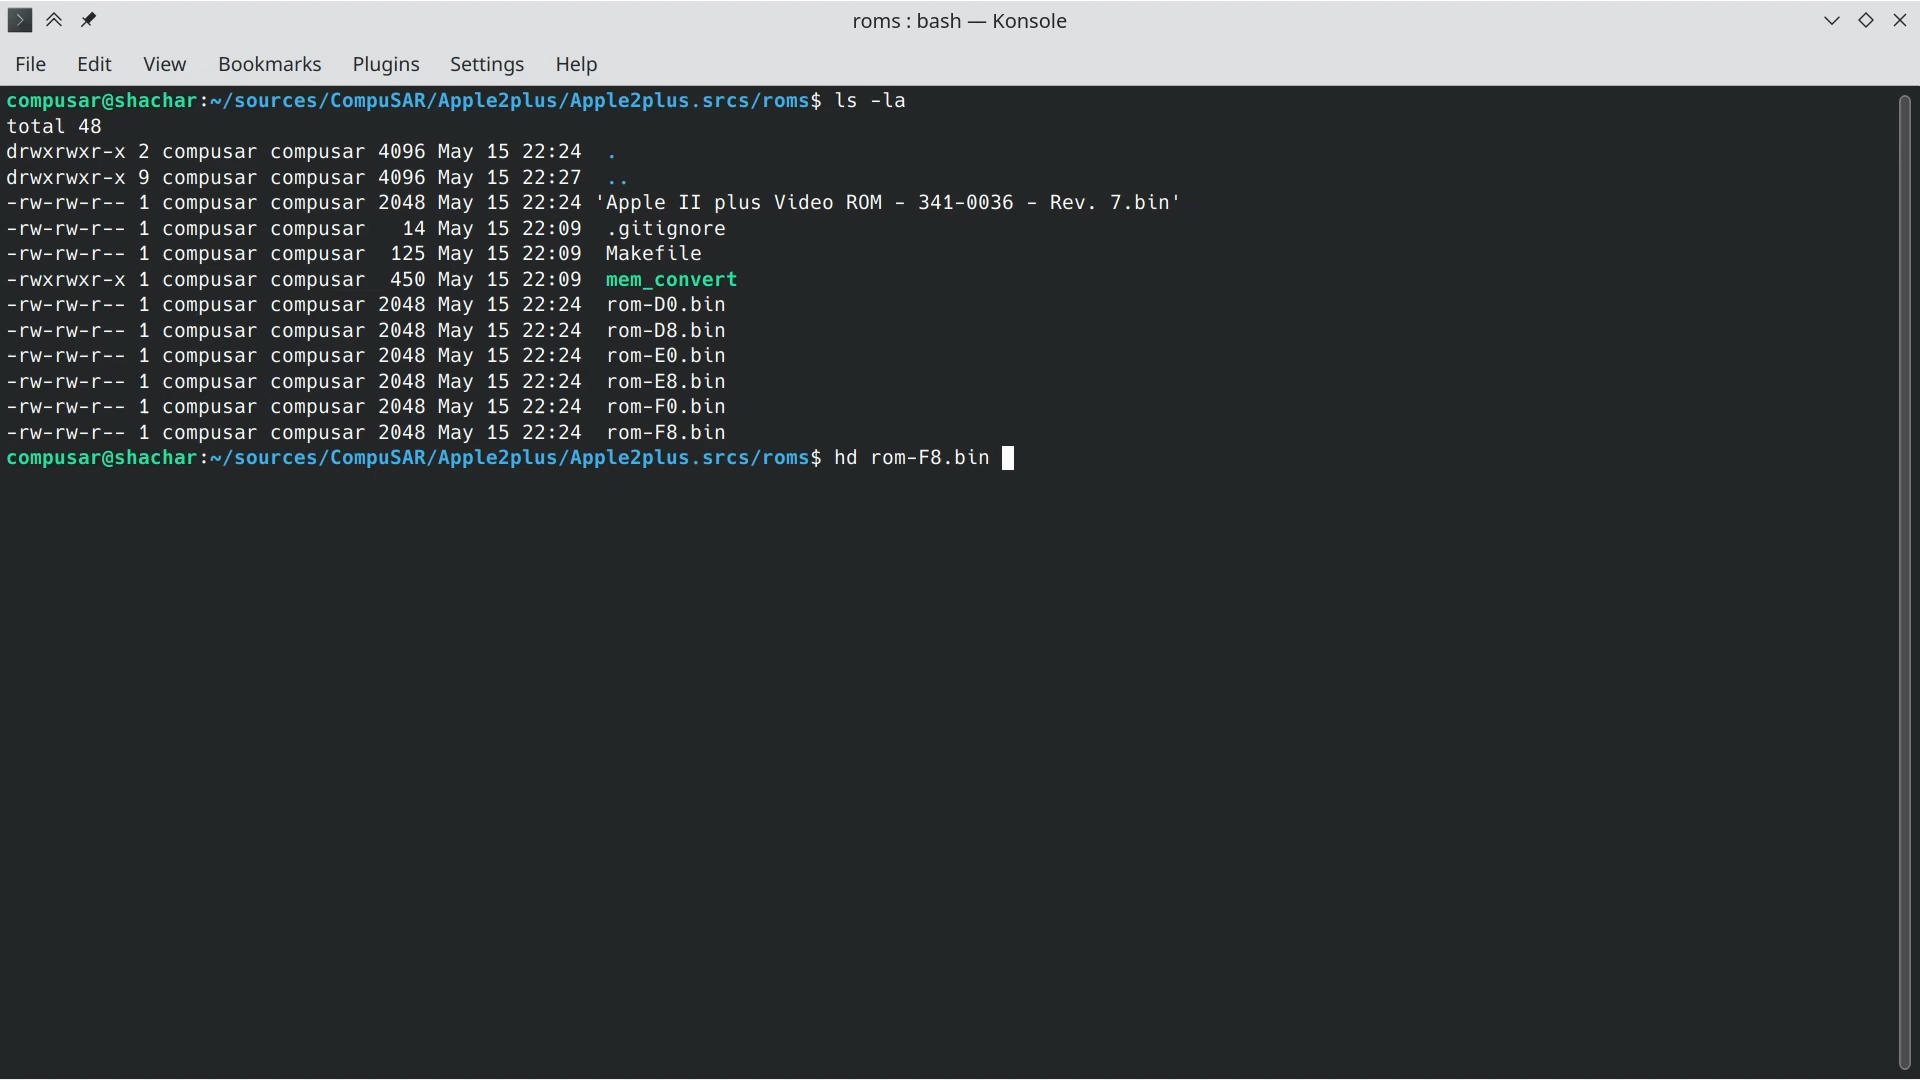 roms : bash — Konsole
File Edit View Bookmarks Plugins Settings Help
compusar@shachar:~/sources/CompuSAR/Apple2plus/Apple2plus.srcs/roms$ ls -la
total 48
drwxrwxr-x 2 compusar compusar 4096 May 15 22:24  .
drwxrwxr-x 9 compusar compusar 4096 May 15 22:27  ..
-rw-rw-r-- 1 compusar compusar 2048 May 15 22:24 'Apple II plus Video ROM - 341-0036 - Rev. 7.bin'
-rw-rw-r-- 1 compusar compusar   14 May 15 22:09  .gitignore
-rw-rw-r-- 1 compusar compusar  125 May 15 22:09  Makefile
-rwxrwxr-x 1 compusar compusar  450 May 15 22:09  mem_convert
-rw-rw-r-- 1 compusar compusar 2048 May 15 22:24  rom-D0.bin
-rw-rw-r-- 1 compusar compusar 2048 May 15 22:24  rom-D8.bin
-rw-rw-r-- 1 compusar compusar 2048 May 15 22:24  rom-E0.bin
-rw-rw-r-- 1 compusar compusar 2048 May 15 22:24  rom-E8.bin
-rw-rw-r-- 1 compusar compusar 2048 May 15 22:24  rom-F0.bin
-rw-rw-r-- 1 compusar compusar 2048 May 15 22:24  rom-F8.bin
compusar@shachar:~/sources/CompuSAR/Apple2plus/Apple2plus.srcs/roms$ hd rom-F8.bin